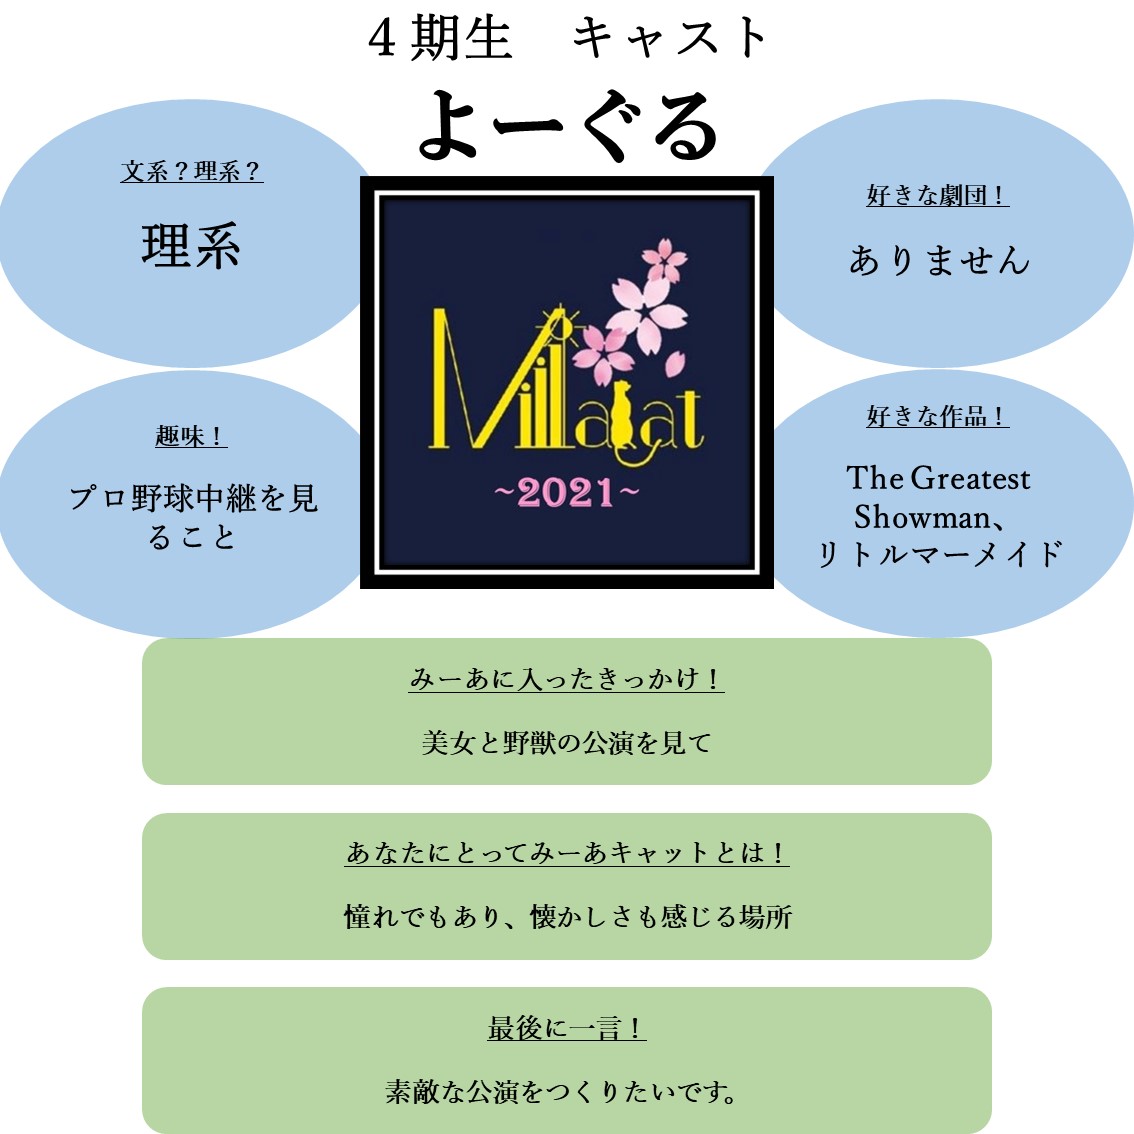 ４期生　キャスト
よーぐる
文系？理系？
理系
好きな劇団！
ありません
趣味！
プロ野球中継を見
ること
MillaCat
~2021~
好きな作品！
The Greatest
Showman、
リトルマーメイド
みーあに入ったきっかけ！
美女と野獣の公演を見て
あなたにとってみーあキャットとは！
憧れでもあり、懐かしさも感じる場所
最後に一言！
素敵な公演をつくりたいです。